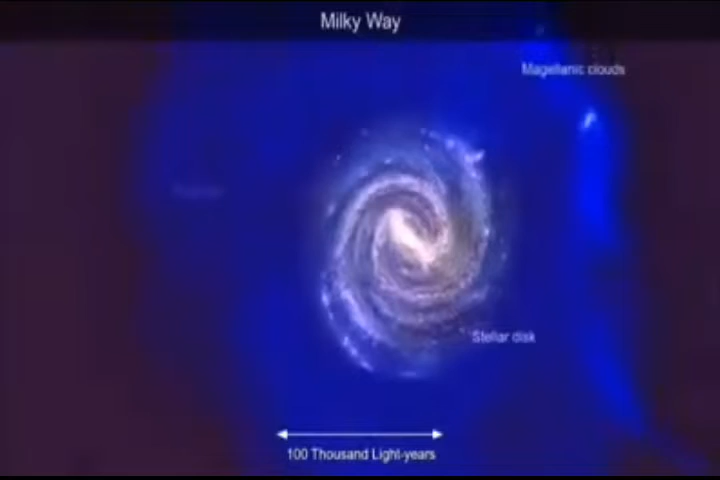 Milky Way
Magellanic clouds
Stellar disk
100 Thousand Light-years